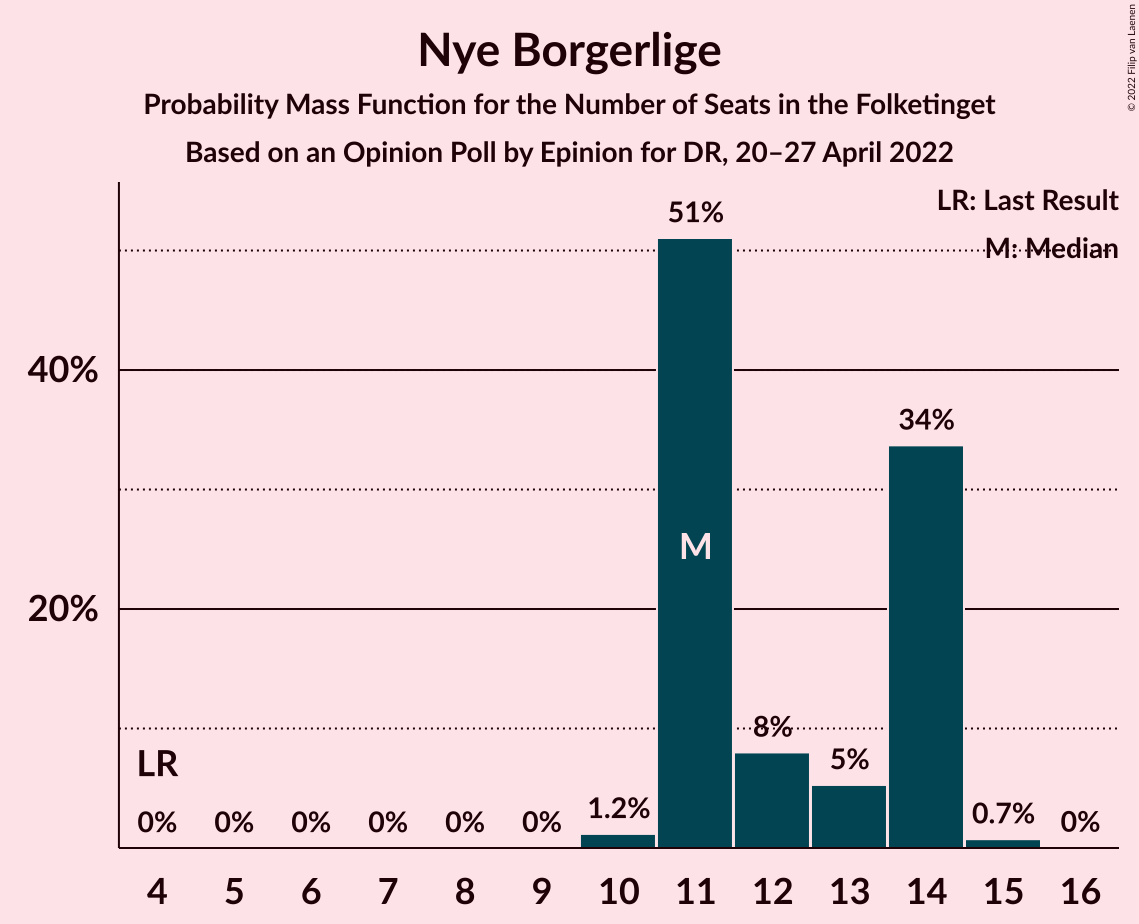 Nye Borgerlige
Probability Mass Function for the Number of Seats in the Folketinget
Based on an Opinion Poll by Epinion for DR, 20–27 April 2022
© 2022 Filip van Laenen
LR: Last Result
M: Median
51%
40%
34%
M
20%
8%
LR
5%
0% 0% 0% 0% 0% 0% 1.2% 0.7% 0%
4 5 6 7 8 9 10 11 12 13 14 15 16